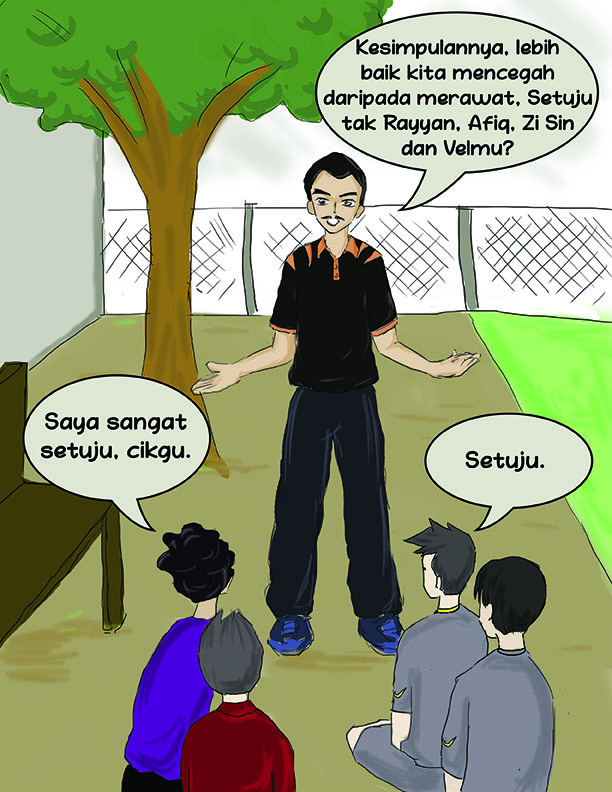 Kesimpulannya, lebih
baik kita mencegah
daripada merawat, Setuju
tak Rayyan, Afiq, Zi Sin
dan Velmu?
Saya sangat
setuju, cikgu.
Setuju.